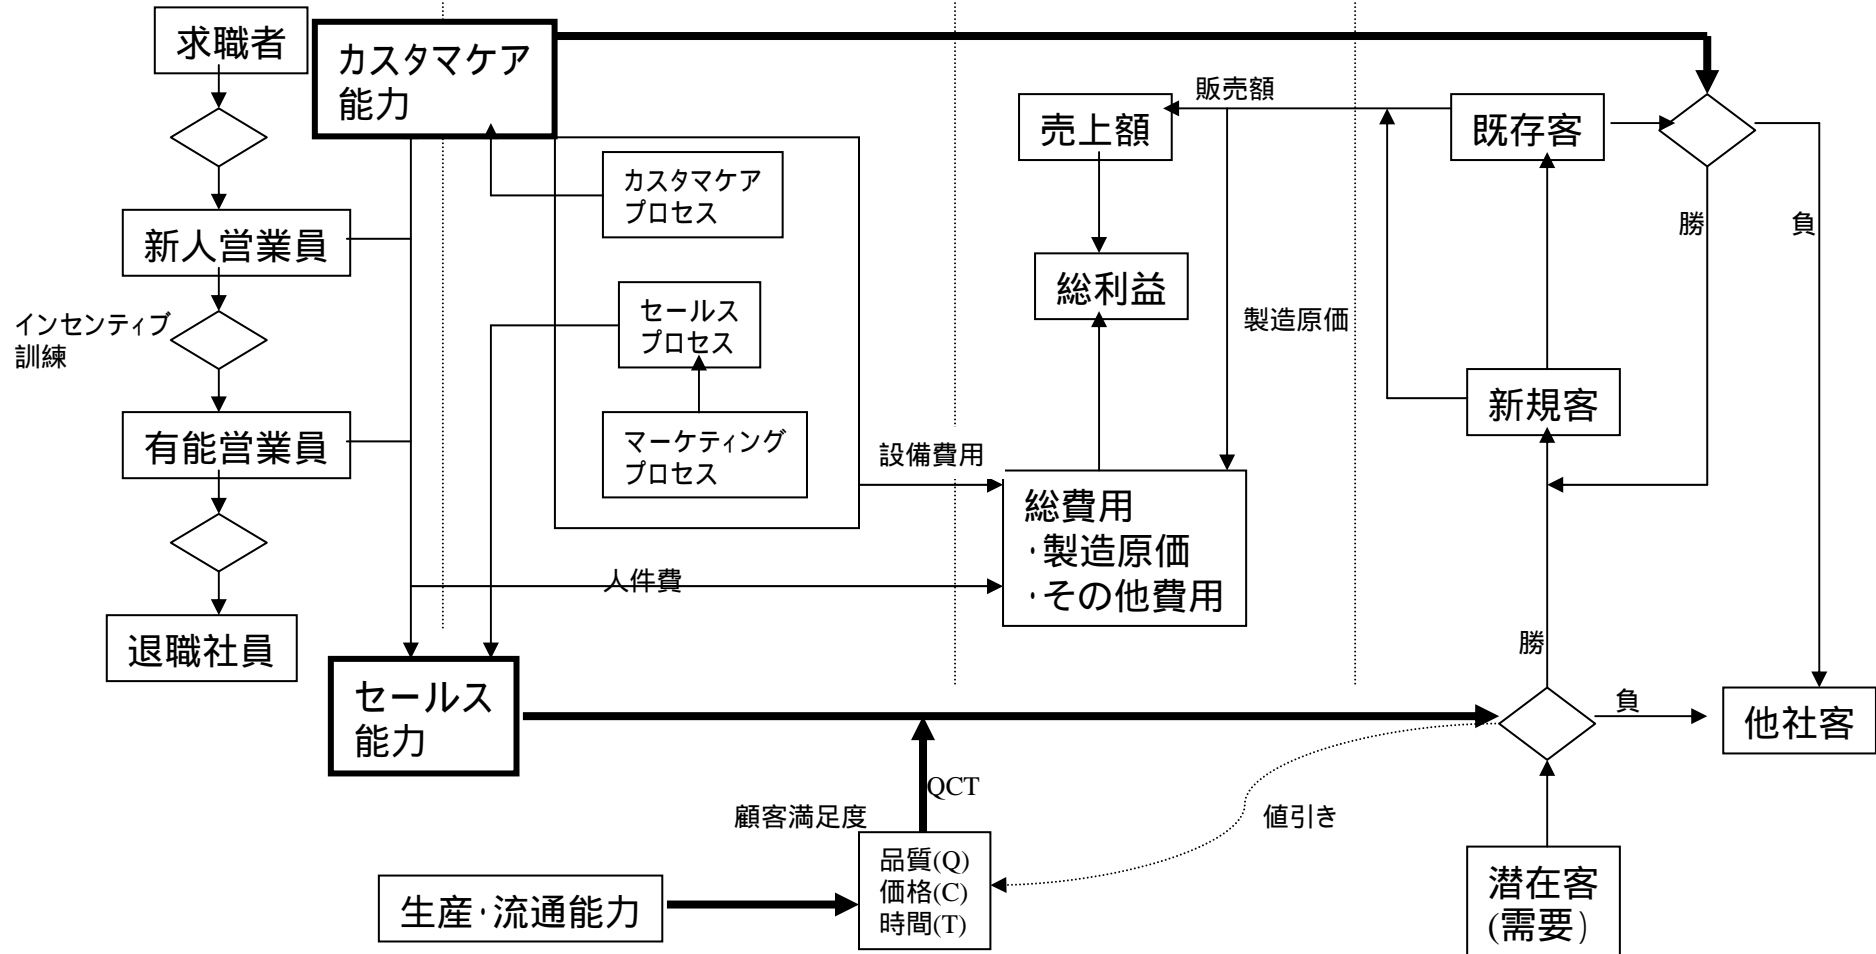 求職者
カスタマケア
能力
販売額
売上額
既存客
カスタマケア
プロセス
新人営業員
勝
負
総利益
セールス
プロセス
製造原価
インセンティブ
訓練
新規客
有能営業員
マーケティング
プロセス
設備費用
総費用
・製造原価
・その他費用
人件費
退職社員
勝
セールス
能力
負
他社客
QCT
顧客満足度
値引き
品質(Q)
価格(C)
時間(T)
生産・流通能力
潜在客
(需要)